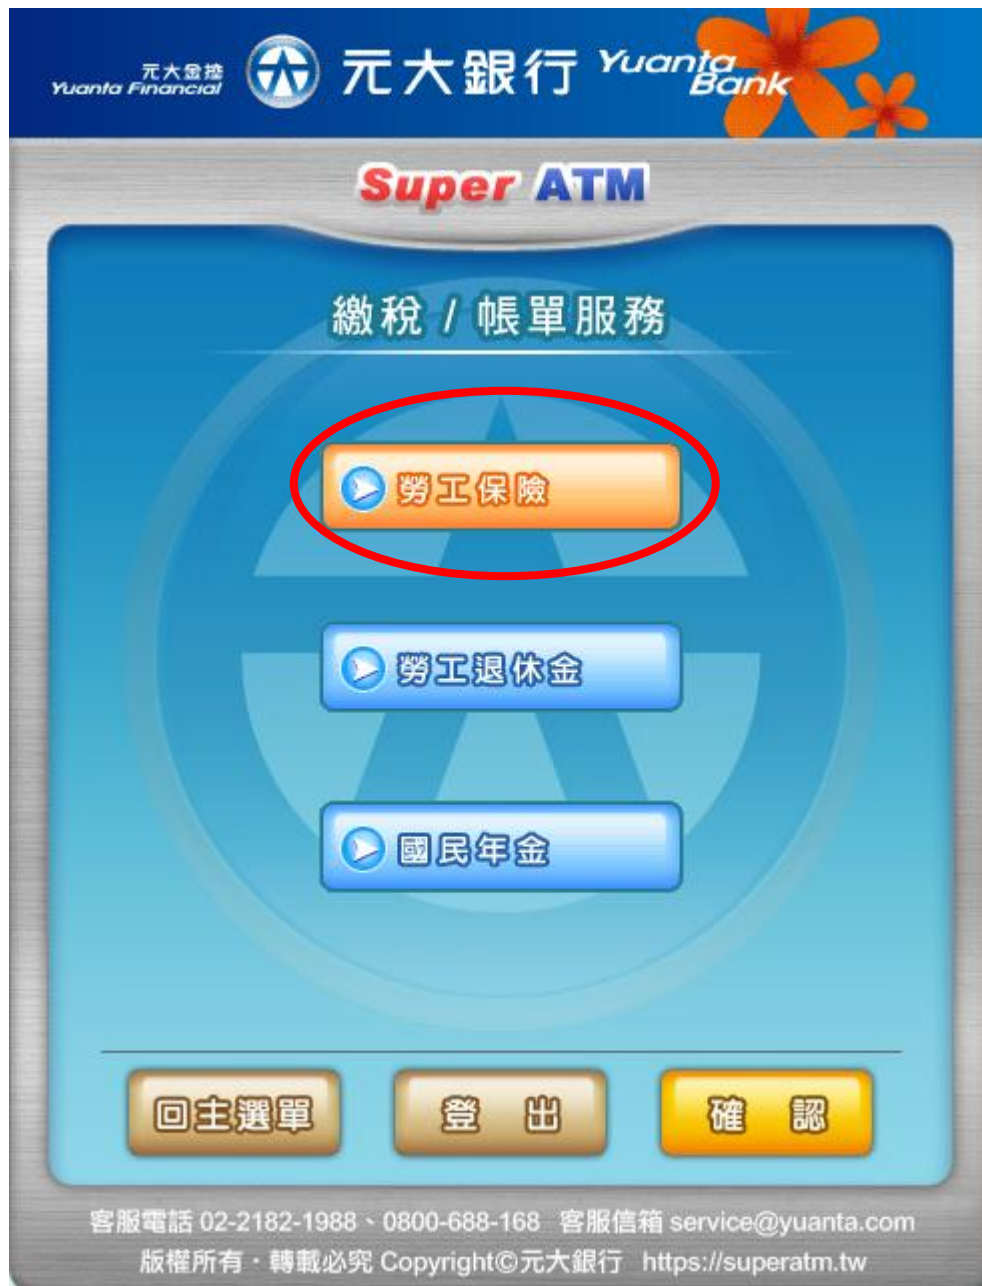 元大金控
Yuanta Financial
元大銀行 Yuanta Bank
Super ATM
繳稅 / 帳單服務
勞工保險
勞工退休金
國民年金
回主選單 登出 確認
客服電話 02-2182-1988、0800-688-168 客服信箱 service@yuanta.com
版權所有．轉載必究 Copyright©元大銀行 https://superatm.tw